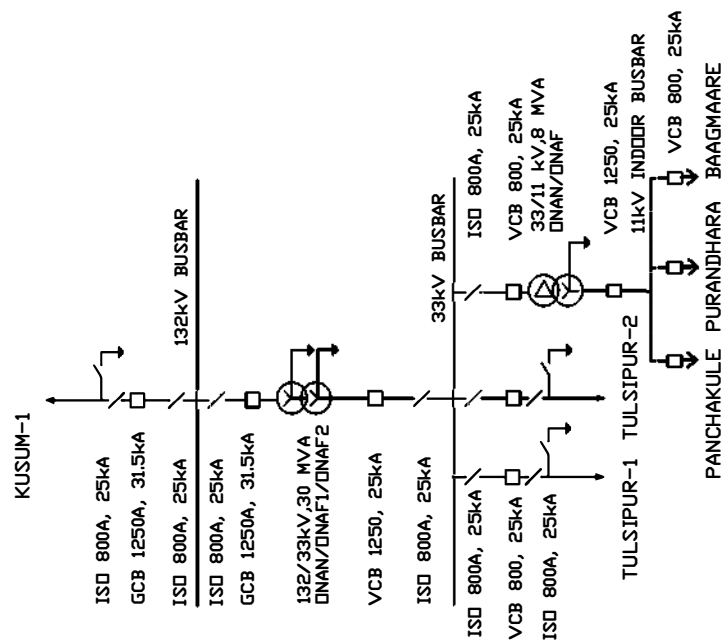 KUSUM-1
ISO 800A, 25kA
GCB 1250A, 31.5kA
ISO 800A, 25kA
132kV BUSBAR
ISO 800A, 25kA
GCB 1250A, 31.5kA
132/33kV,30 MVA
ONAN/ONAF1/ONAF2
VCB 1250, 25kA
ISO 800A, 25kA
33kV BUSBAR
ISO 800A, 25kA
VCB 800, 25kA
ISO 800A, 25kA
TULSIPUR-1
TULSIPUR-2
ISO 800A, 25kA
VCB 800, 25kA
33/11 kV,8 MVA
ONAN/ONAF
VCB 1250, 25kA
11kV INDOOR BUSBAR
VCB 800, 25kA
PANCHAKULE
PURANDHARA
BAAGMAARE